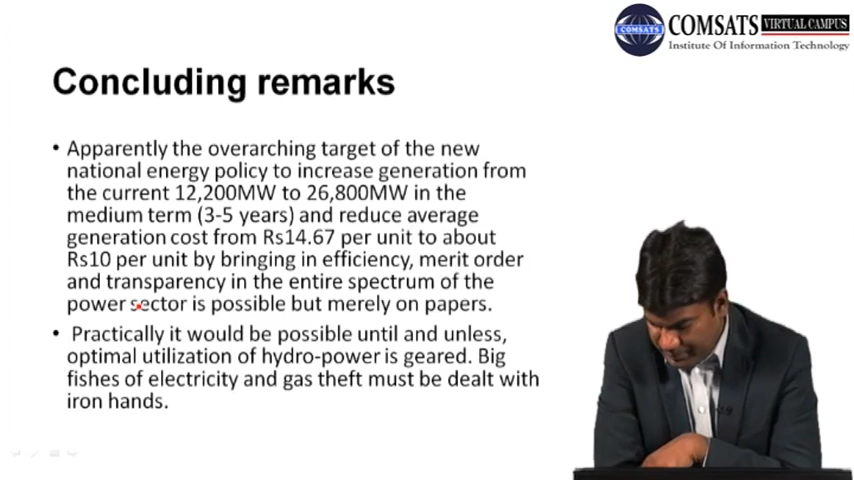 COMSATS VIRTUAL CAMPUS
COMSATS
Institute Of Information Technology
Concluding remarks
• Apparently the overarching target of the new
national energy policy to increase generation from
the current 12,200MW to 26,800MW in the
medium term (3-5 years) and reduce average
generation cost from Rs14.67 per unit to about
Rs10 per unit by bringing in efficiency, merit order
and transparency in the entire spectrum of the
power sector is possible but merely on papers.
• Practically it would be possible until and unless,
optimal utilization of hydro-power is geared. Big
fishes of electricity and gas theft must be dealt with
iron hands.